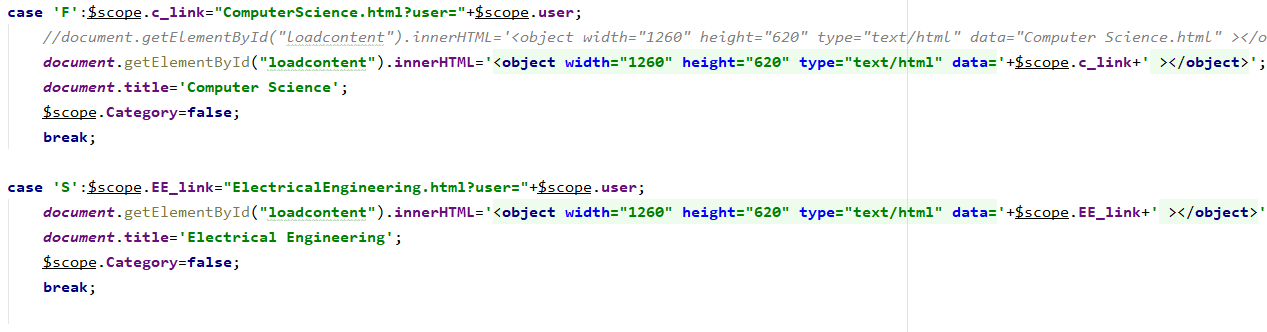 case 'F':$scope.c_link="ComputerScience.html?user="+$scope.user;
//document.getElementById("loadcontent").innerHTML='<object width="1260" height="620" type="text/html" data="Computer Science.html" ></o
document.getElementById("loadcontent").innerHTML='<object width="1260" height="620" type="text/html" data='+$scope.c_link+' ></object>';
document.title='Computer Science';
$scope.Category=false;
break;
case 'S':$scope.EE_link="ElectricalEngineering.html?user="+$scope.user;
document.getElementById("loadcontent").innerHTML='<object width="1260" height="620" type="text/html" data='+$scope.EE_link+' ></object>'
document.title='Electrical Engineering';
$scope.Category=false;
break;